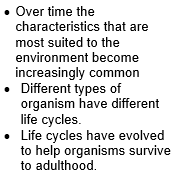 • Over time the
characteristics that are
most suited to the
environment become
increasingly common
• Different types of
organism have different
life cycles.
• Life cycles have evolved
to help organisms survive
to adulthood.